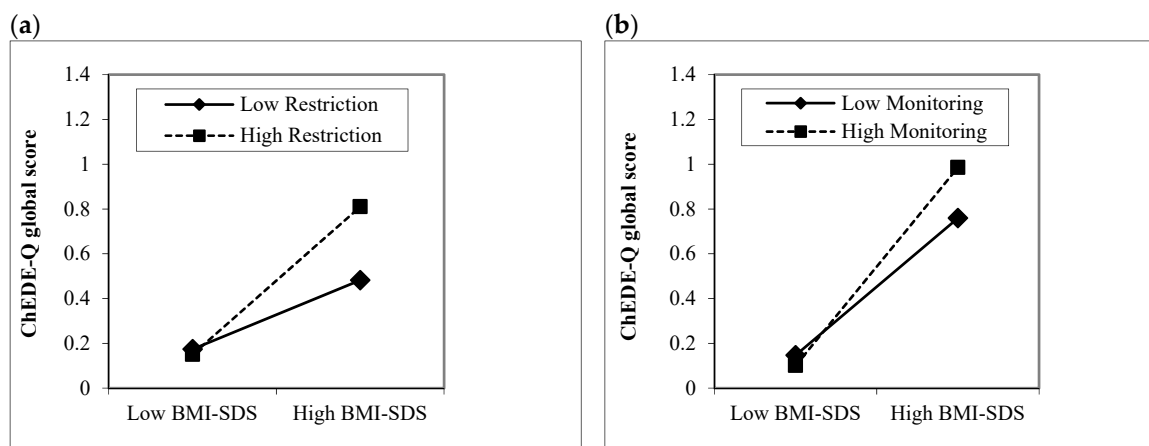 (a)
ChEDE-Q global score
1.4
1.2
1
0.8
0.6
0.4
0.2
0
Low Restriction
High Restriction
Low BMI-SDS
High BMI-SDS
(b)
ChEDE-Q global score
1.4
1.2
1
0.8
0.6
0.4
0.2
0
Low Monitoring
High Monitoring
Low BMI-SDS
High BMI-SDS